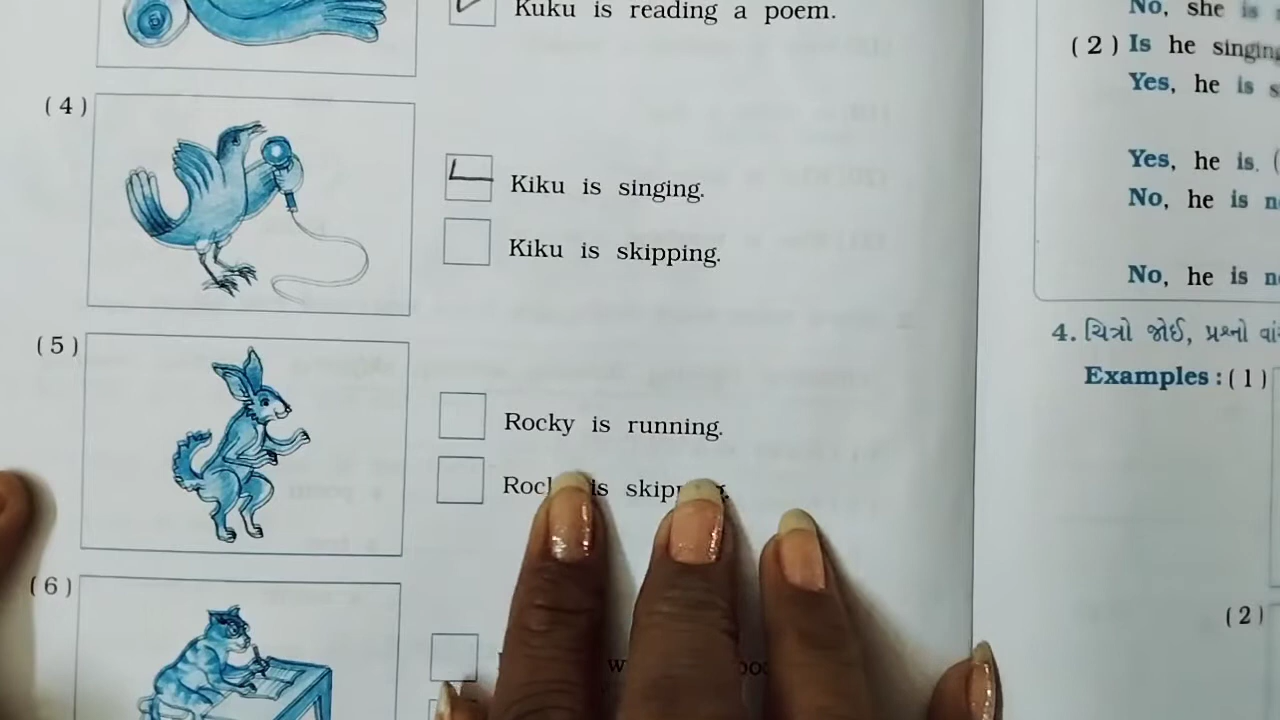 Kuku is reading a poem.
(4)
Kiku is singing.
Kiku is skipping.
(5)
Rocky is running.
is
(6)
No, she is
(2) Is he singing
Yes, he is
Yes, he is.
No, he is
No, he is
4. ચિત્રો જોઈ, પ્રશ્નો
Examples : (1)
(2)